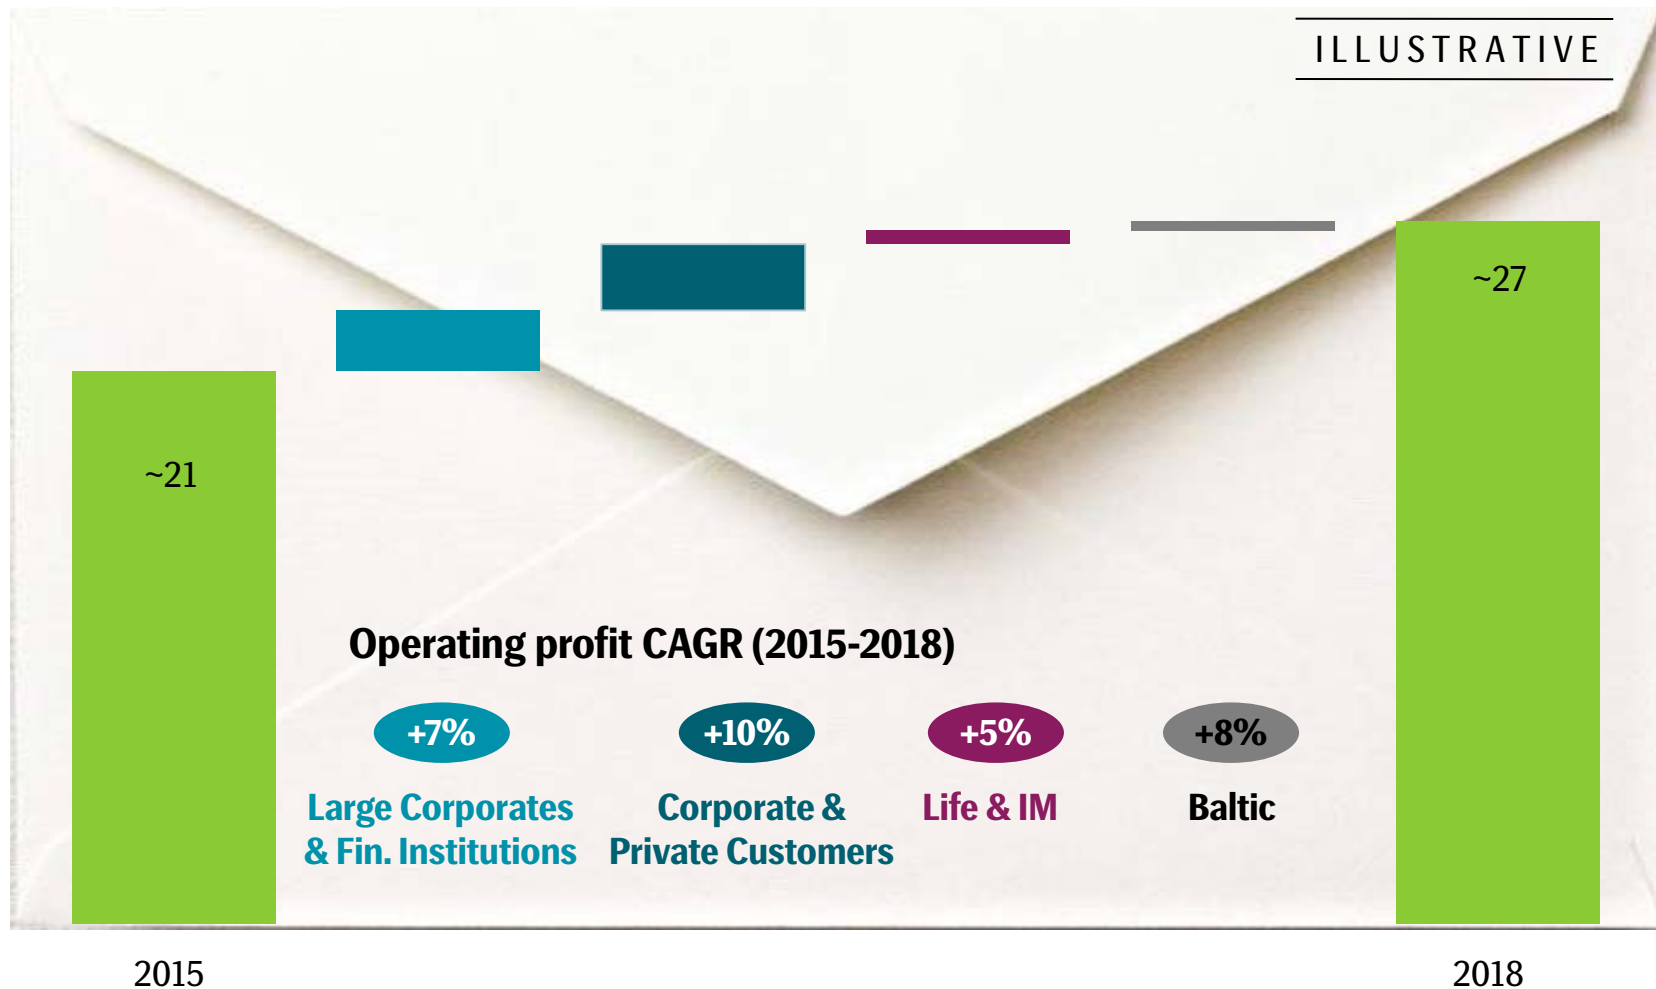 ILLUSTRATIVE
~27
~21
Operating profit CAGR (2015-2018)
+7%
+10%
+5%
+8%
Large Corporates
& Fin. Institutions
Corporate &
Private Customers
Life & IM
Baltic
2015
2018